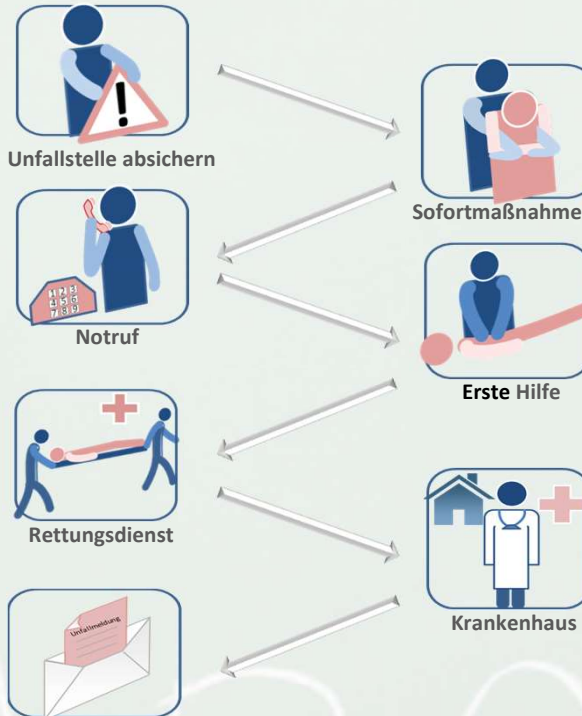 !
Unfallstelle absichern
Sofortmaßnahme
1 2 3
4 5 6
7 8 9
Notruf
Erste Hilfe
Rettungsdienst
Krankenhaus
Unfallmeldung